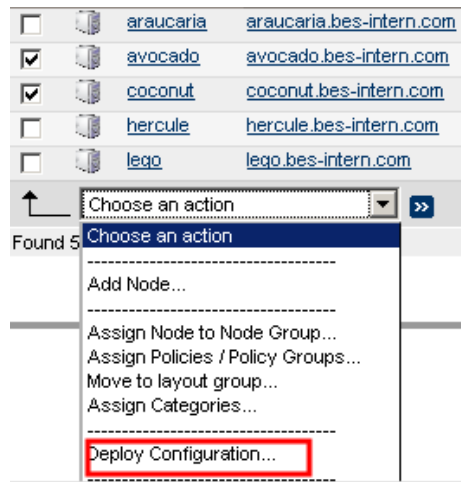 araucaria araucaria.bes-intern.com
avocado avocado.bes-intern.com
coconut coconut.bes-intern.com
hercule hercule.bes-intern.com
lego lego.bes-intern.com
Choose an action »
Found 5
Choose an action
--------------------------------
Add Node...
--------------------------------
Assign Node to Node Group...
Assign Policies / Policy Groups...
Move to layout group...
Assign Categories...
--------------------------------
Deploy Configuration...
--------------------------------